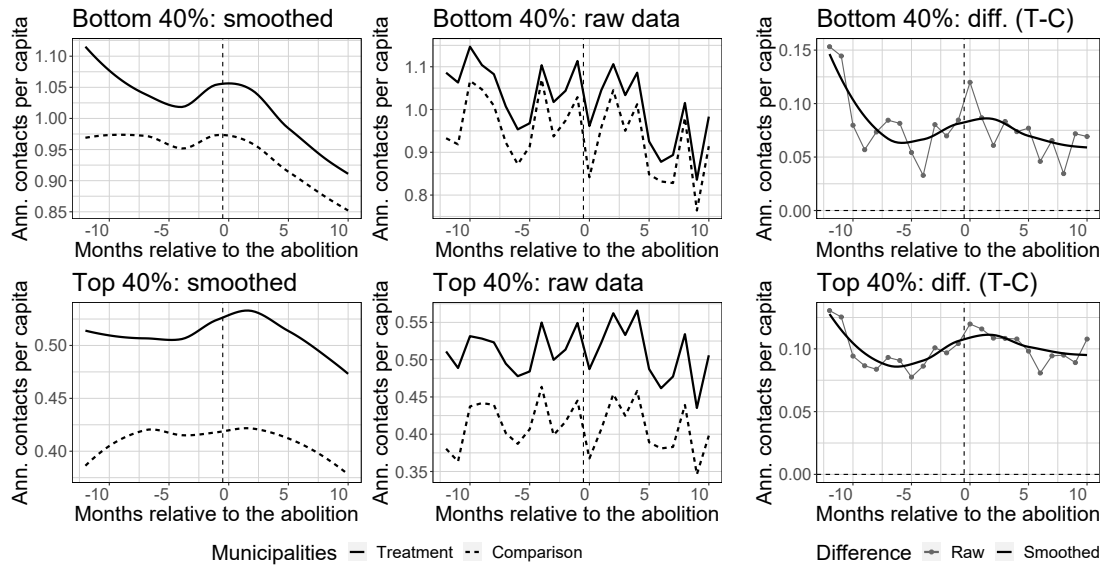 Bottom 40%: smoothed
Ann. contacts per capita
1.10
1.05
1.00
0.95
0.90
0.85
-10 -5 0 5 10
Months relative to the abolition
Bottom 40%: raw data
Ann. contacts per capita
1.1
1.0
0.9
0.8
-10 -5 0 5 10
Months relative to the abolition
Bottom 40%: diff. (T-C)
Ann. contacts per capita
0.15
0.10
0.05
0.00
-10 -5 0 5 10
Months relative to the abolition
Top 40%: smoothed
Ann. contacts per capita
0.50
0.45
0.40
-10 -5 0 5 10
Months relative to the abolition
Top 40%: raw data
Ann. contacts per capita
0.55
0.50
0.45
0.40
0.35
-10 -5 0 5 10
Months relative to the abolition
Top 40%: diff. (T-C)
Ann. contacts per capita
0.10
0.05
0.00
-10 -5 0 5 10
Months relative to the abolition
Municipalities Treatment Comparison
Difference Raw Smoothed